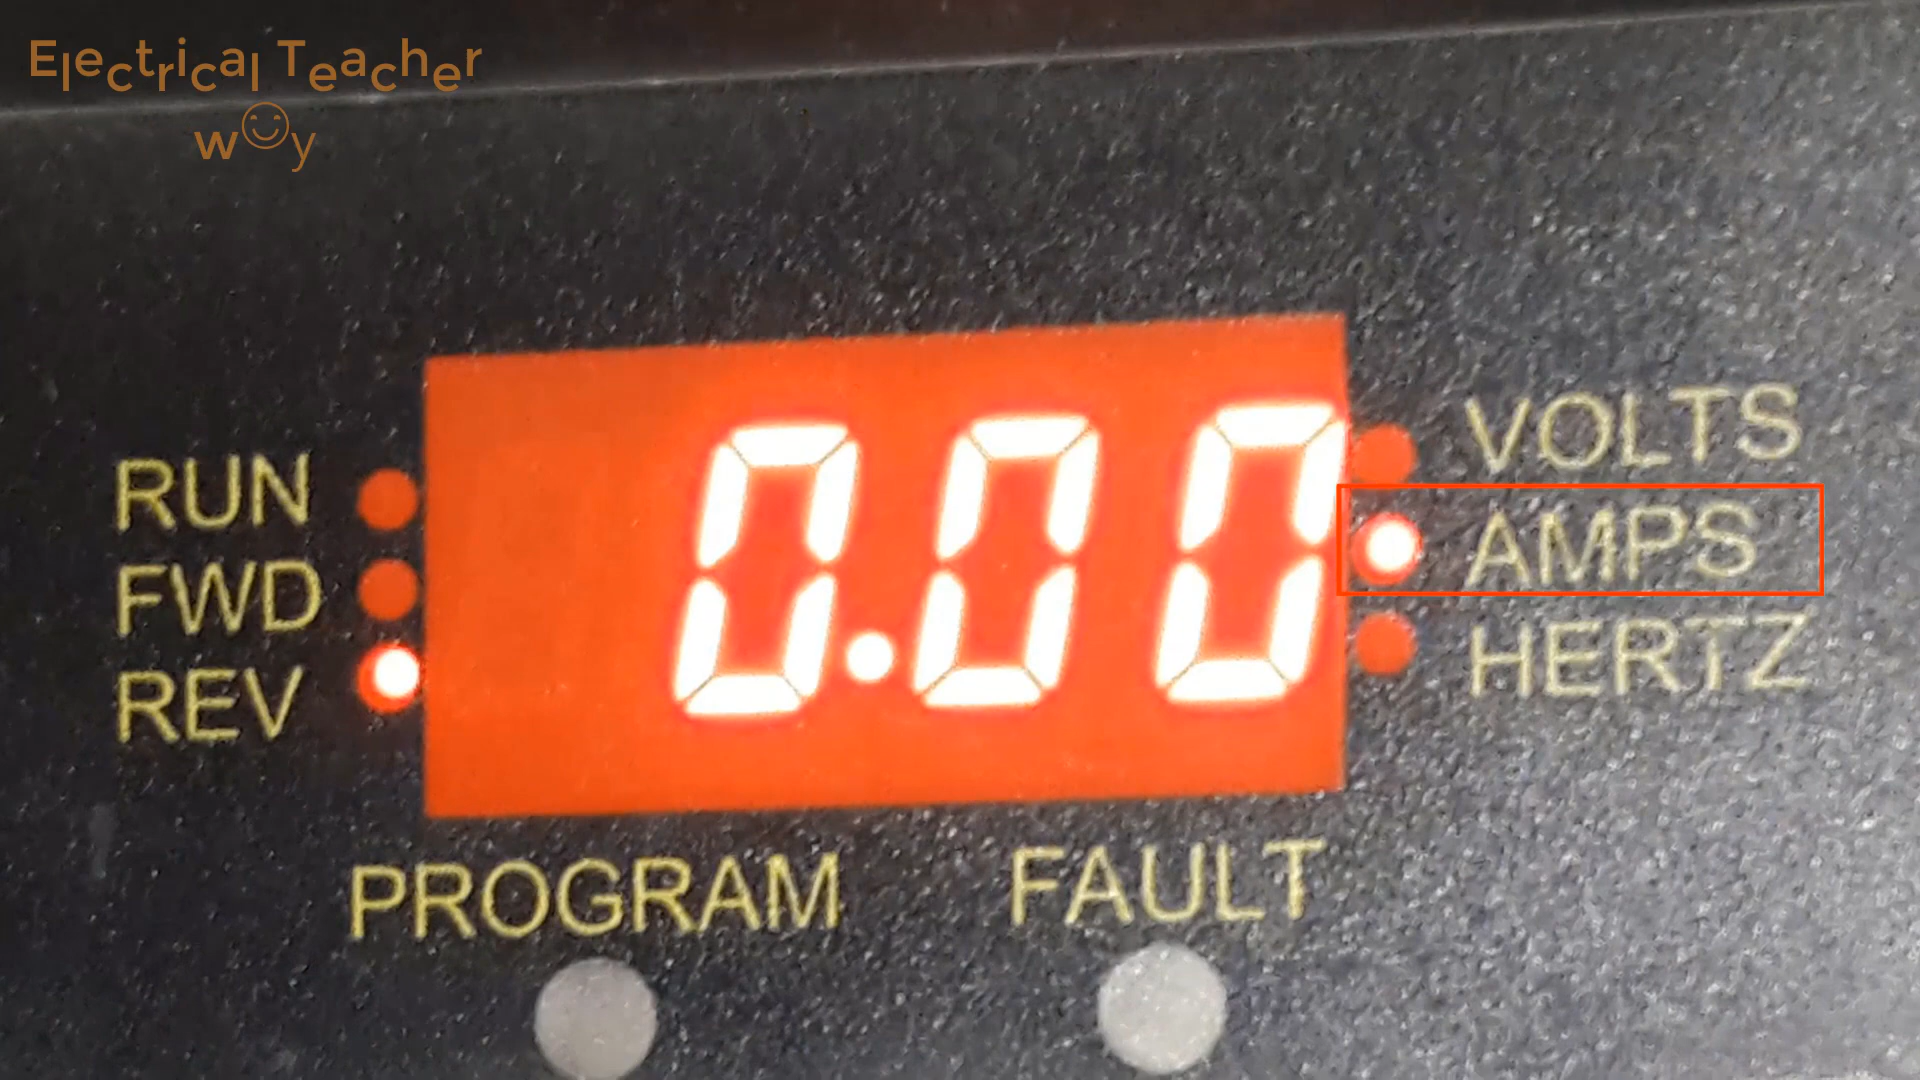 Electrical Teacher
way
RUN
FWD
REV
0.00
VOLTS
AMPS
HERTZ
PROGRAM
FAULT